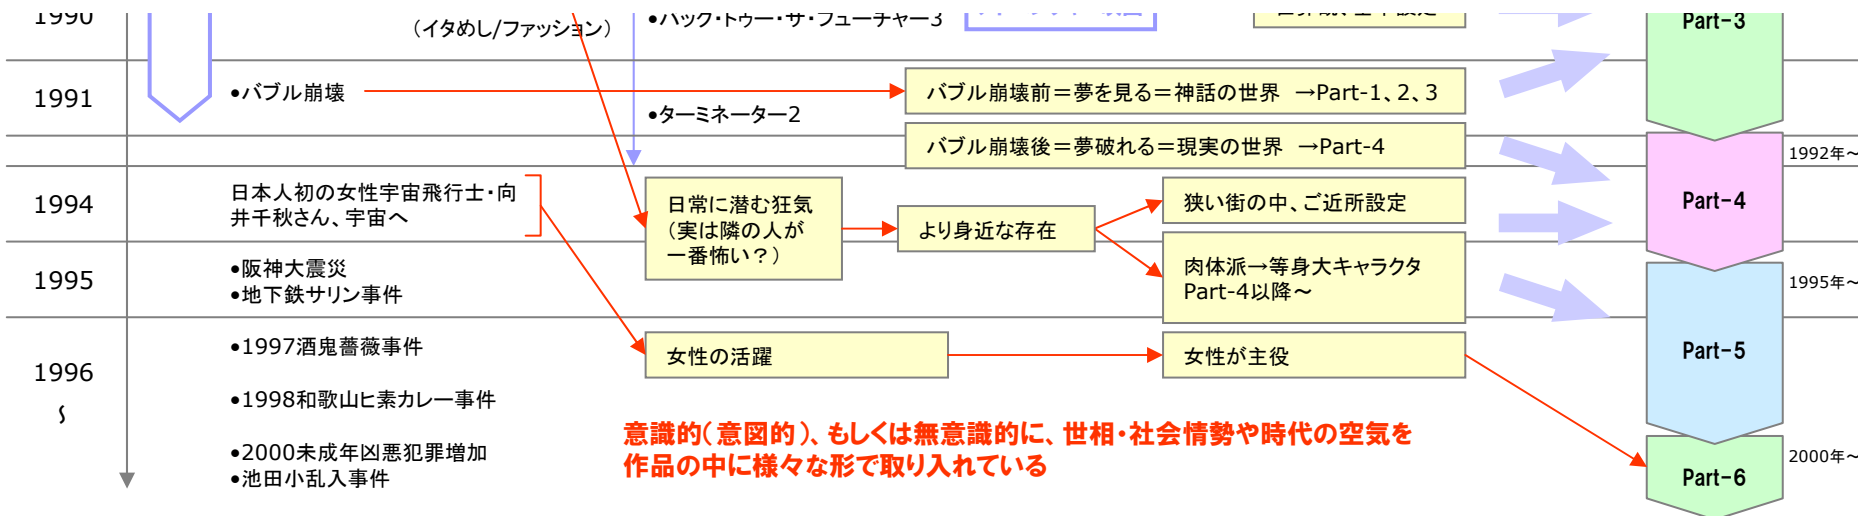 1990
(イタめし/ファッション)
●バック・トゥー・ザ・フューチャー3
Part-3
1991
●バブル崩壊
●ターミネーター2
バブル崩壊前=夢を見る=神話の世界 →Part-1、2、3
バブル崩壊後=夢破れる=現実の世界 →Part-4
1992年~
1994
日本人初の女性宇宙飛行士・向
井千秋さん、宇宙へ
日常に潜む狂気
(実は隣の人が
一番怖い?)
より身近な存在
狭い街の中、ご近所設定
Part-4
肉体派→等身大キャラクタ
Part-4以降~
1995
●阪神大震災
●地下鉄サリン事件
1995年~
1996
~
●1997酒鬼薔薇事件
●1998和歌山ヒ素カレー事件
●2000未成年凶悪犯罪増加
●池田小乱入事件
女性の活躍
女性が主役
Part-5
意識的(意図的)、もしくは無意識的に、世相・社会情勢や時代の空気を
作品の中に様々な形で取り入れている
Part-6
2000年~